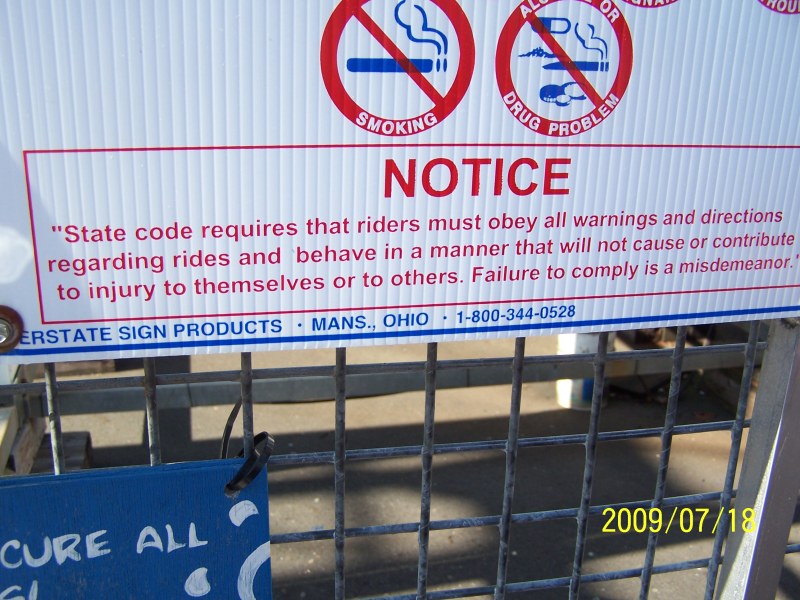 SMOKING
DRUG PROBLEM
NOTICE
"State code requires that riders must obey all warnings and directions
regarding rides and behave in a manner that will not cause or contribute
to injury to themselves or to others. Failure to comply is a misdemeanor."
ERSTATE SIGN PRODUCTS · MANS., OHIO · 1-800-344-0528
CURE ALL
2009/07/18